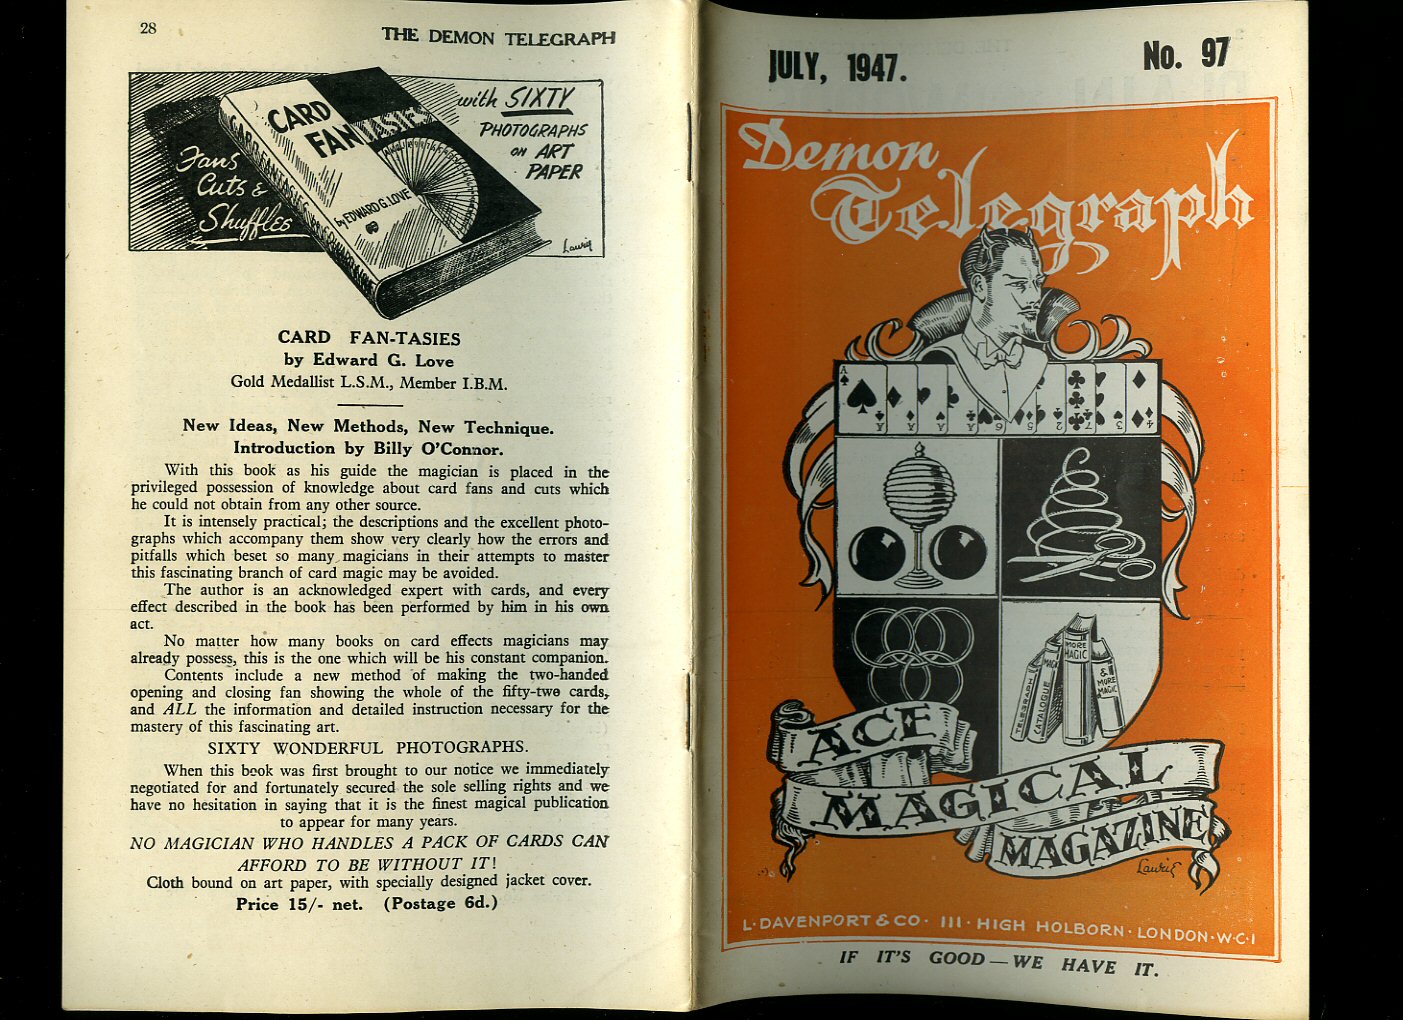 28
THE DEMON TELEGRAPH
CARD
FAN-TASIES
by EDWARD G. LOVE
CARD FAN-TASIES BY EDWARD G. LOVE
Fans
Cuts &
Shuffles
with SIXTY
PHOTOGRAPHS
ON ART
PAPER
Laurie
CARD FAN-TASIES
by Edward G. Love
Gold Medallist L.S.M., Member I.B.M.
New Ideas, New Methods, New Technique.
Introduction by Billy O'Connor.
With this book as his guide the magician is placed in the
privileged possession of knowledge about card fans and cuts which
he could not obtain from any other source.
It is intensely practical; the descriptions and the excellent photo-
graphs which accompany them show very clearly how the errors and
pitfalls which beset so many magicians in their attempts to master
this fascinating branch of card magic may be avoided.
The author is an acknowledged expert with cards, and every
effect described in the book has been performed by him in his own
act.
No matter how many books on card effects magicians may
already possess, this is the one which will be his constant companion.
Contents include a new method of making the two-handed
opening and closing fan showing the whole of the fifty-two cards,
and ALL the information and detailed instruction necessary for the
mastery of this fascinating art.
SIXTY WONDERFUL PHOTOGRAPHS.
When this book was first brought to our notice we immediately
negotiated for and fortunately secured the sole selling rights and we
have no hesitation in saying that it is the finest magical publication
to appear for many years.
NO MAGICIAN WHO HANDLES A PACK OF CARDS CAN
AFFORD TO BE WITHOUT IT!
Cloth bound on art paper, with specially designed jacket cover.
Price 15/- net. (Postage 6d.)
JULY, 1947.
No. 97
Demon
Telegraph
TELEGRAPH
MAGIC
CATALOGUE
MORE
MAGIC
&
MORE
MAGIC
ACE
MAGICAL
MAGAZINE
Laurie
L·DAVENPORT & CO· 111·HIGH HOLBORN·LONDON·W·C·1
IF IT'S GOOD—WE HAVE IT.